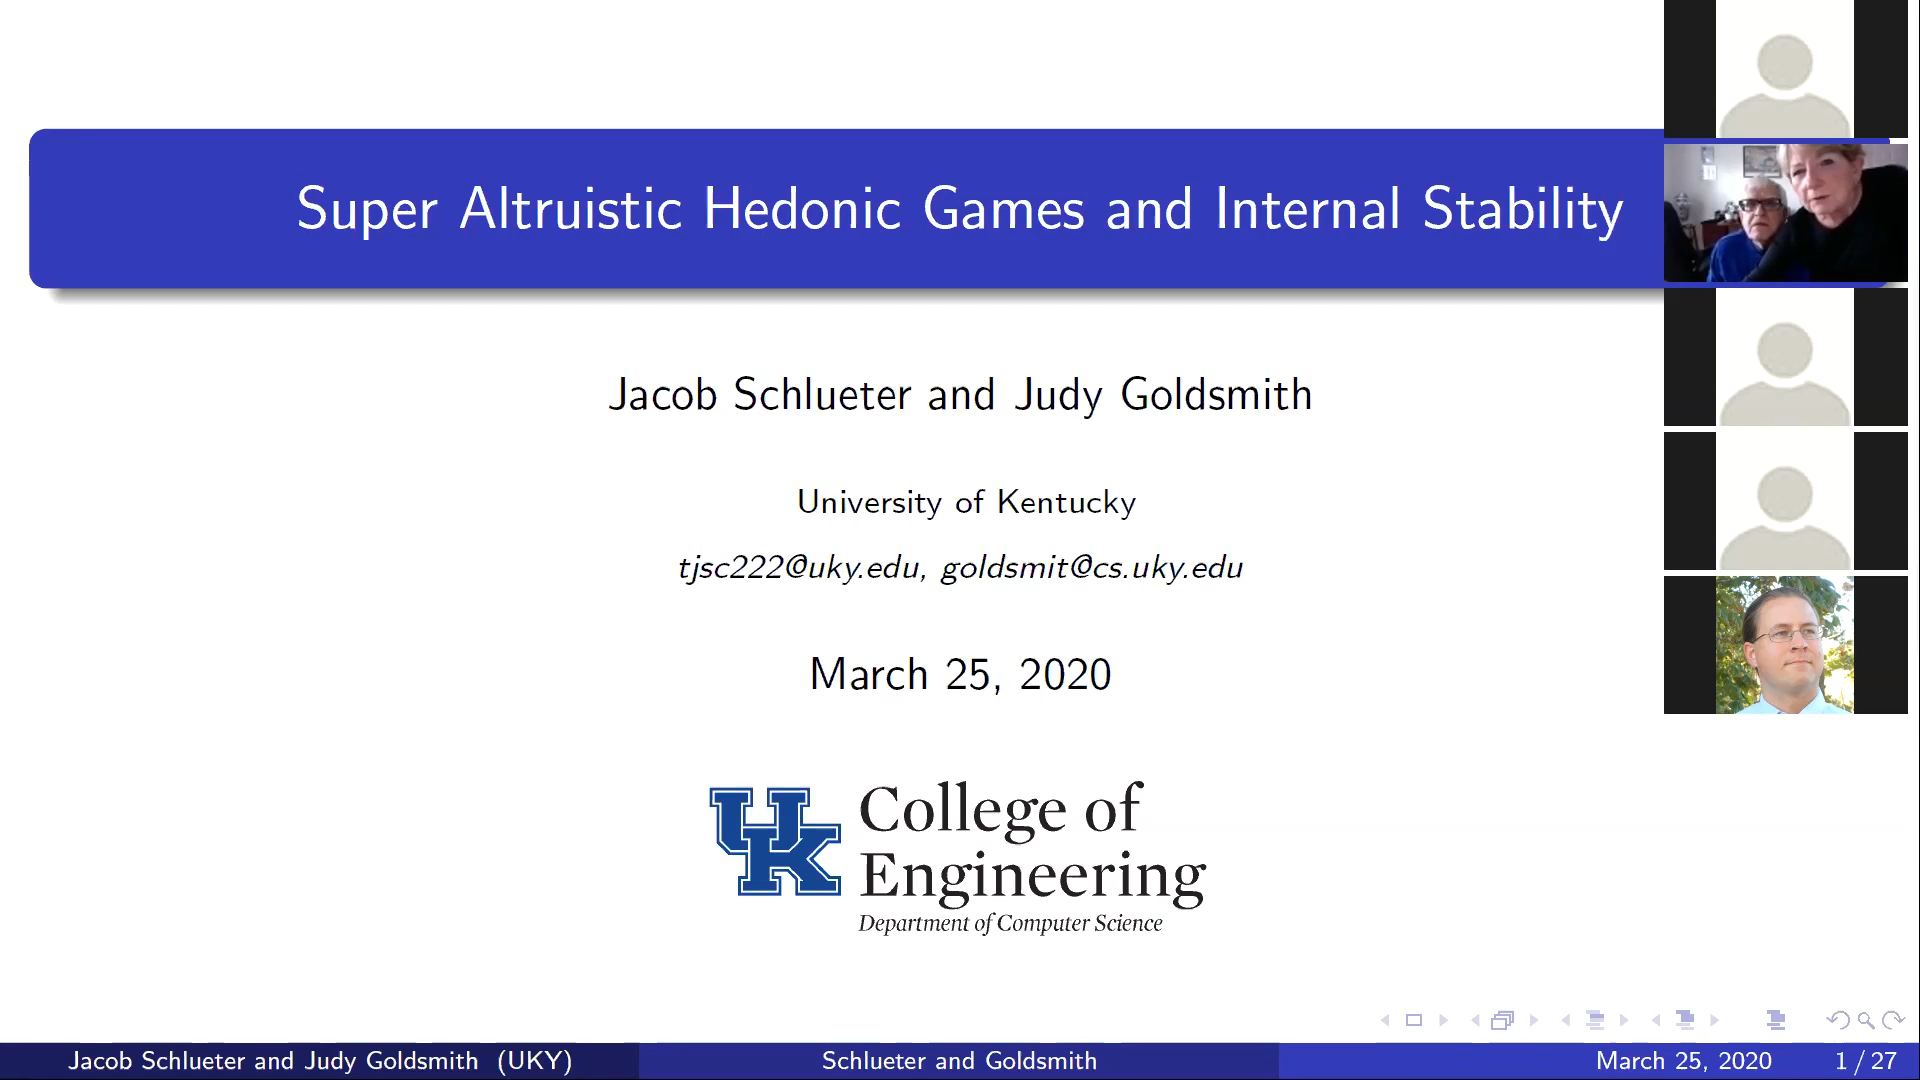 Super Altruistic Hedonic Games and Internal Stability
Jacob Schlueter and Judy Goldsmith
University of Kentucky
tjsc222@uky.edu, goldsmit@cs.uky.edu
March 25, 2020
UK
College of
Engineering
Department of Computer Science
Jacob Schlueter and Judy Goldsmith (UKY)
Schlueter and Goldsmith
March 25, 2020
1 / 27